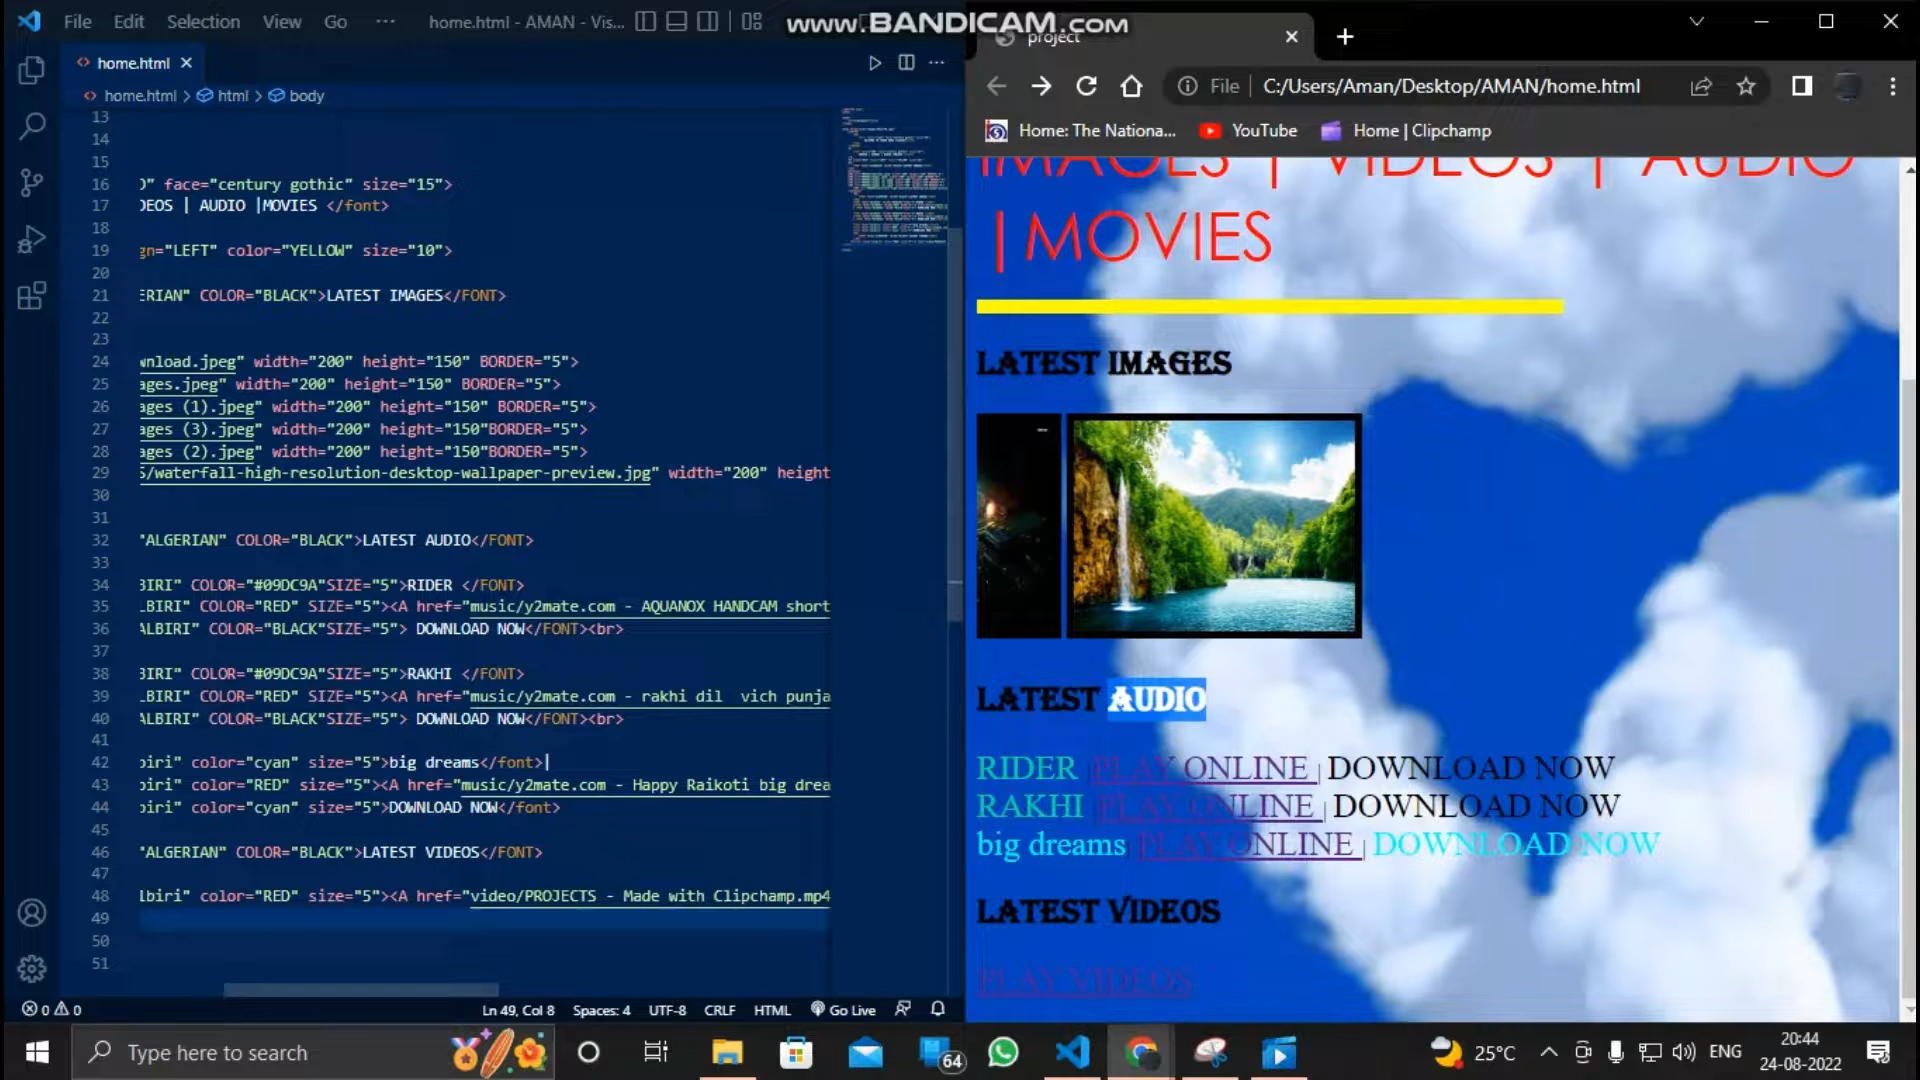 File Edit Selection View Go ··· home.html - AMAN - Vis...
www.BANDICAM.com
project
home.html
home.html > html > body
File C:/Users/Aman/Desktop/AMAN/home.html
Home: The Nationa... YouTube Home | Clipchamp
13
14
15
16 )" face="century gothic" size="15">
17 DEOS | AUDIO |MOVIES </font>
18
19 gn="LEFT" color="YELLOW" size="10">
20
21 ERIAN" COLOR="BLACK">LATEST IMAGES</FONT>
22
23
24 wnload.jpeg" width="200" height="150" BORDER="5">
25 ages.jpeg" width="200" height="150" BORDER="5">
26 ages (1).jpeg" width="200" height="150" BORDER="5">
27 ages (3).jpeg" width="200" height="150"BORDER="5">
28 ages (2).jpeg" width="200" height="150"BORDER="5">
29 5/waterfall-high-resolution-desktop-wallpaper-preview.jpg" width="200" height
30
31
32 "ALGERIAN" COLOR="BLACK">LATEST AUDIO</FONT>
33
34 BIRI" COLOR="#09DC9A"SIZE="5">RIDER </FONT>
35 LBIRI" COLOR="RED" SIZE="5"><A href="music/y2mate.com - AQUANOX HANDCAM short
36 ALBIRI" COLOR="BLACK"SIZE="5"> DOWNLOAD NOW</FONT><br>
37
38 BIRI" COLOR="#09DC9A"SIZE="5">RAKHI </FONT>
39 LBIRI" COLOR="RED" SIZE="5"><A href="music/y2mate.com - rakhi dil  vich punja
40 ALBIRI" COLOR="BLACK"SIZE="5"> DOWNLOAD NOW</FONT><br>
41
42 biri" color="cyan" size="5">big dreams</font>
43 biri" color="RED" size="5"><A href="music/y2mate.com - Happy Raikoti big drea
44 biri" color="cyan" size="5">DOWNLOAD NOW</font>
45
46 "ALGERIAN" COLOR="BLACK">LATEST VIDEOS</FONT>
47
48 lbiri" color="RED" size="5"><A href="video/PROJECTS - Made with Clipchamp.mp4
49
50
51
IMAGES | VIDEOS | AUDIO
| MOVIES
LATEST IMAGES
LATEST AUDIO
RIDER |PLAY ONLINE | DOWNLOAD NOW
RAKHI |PLAY ONLINE | DOWNLOAD NOW
big dreams| PLAY ONLINE | DOWNLOAD NOW
LATEST VIDEOS
PLAY VIDEOS
0 0 Ln 49, Col 8 Spaces: 4 UTF-8 CRLF HTML Go Live
Type here to search 64 25°C ENG 20:44
24-08-2022